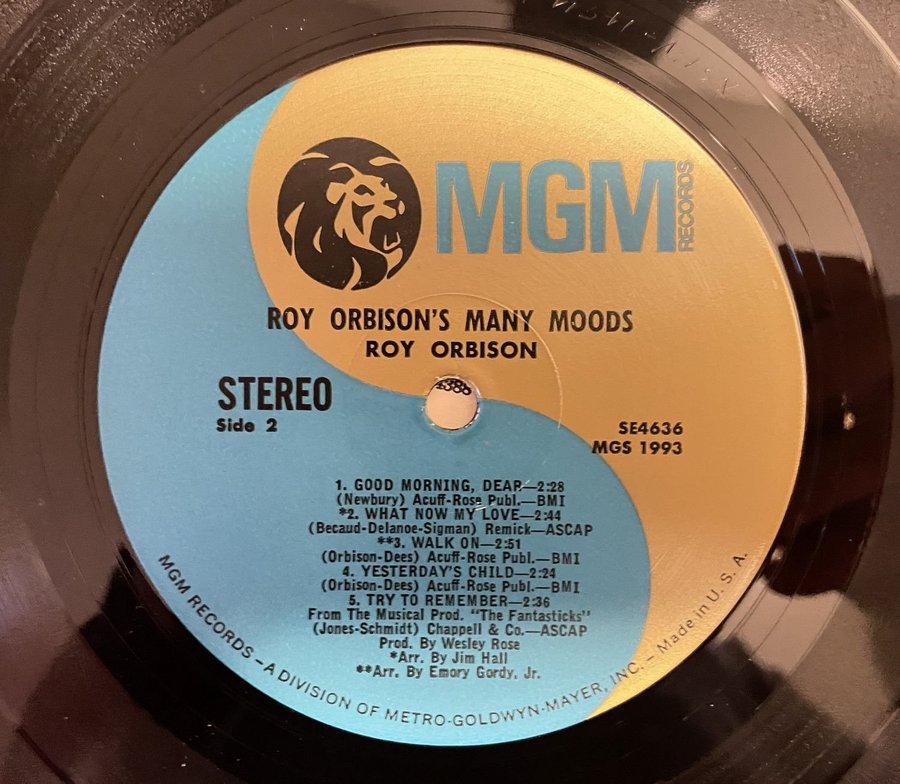 MGM
RECORDS
ROY ORBISON'S MANY MOODS
ROY ORBISON
STEREO
Side 2
SE4636
MGS 1993
1. GOOD MORNING, DEAR—2:28
(Newbury) Acuff-Rose Publ.—BMI
*2. WHAT NOW MY LOVE—2:44
(Becaud-Delanoe-Sigman) Remick—ASCAP
**3. WALK ON—2:51
(Orbison-Dees) Acuff-Rose Publ.—BMI
4. YESTERDAY'S CHILD—2:24
(Orbison-Dees) Acuff-Rose Publ.—BMI
5. TRY TO REMEMBER—2:36
From The Musical Prod. "The Fantasticks"
(Jones-Schmidt) Chappell & Co.—ASCAP
Prod. By Wesley Rose
*Arr. By Jim Hall
**Arr. By Emory Gordy, Jr.
MGM RECORDS – A DIVISION OF METRO-GOLDWYN-MAYER, INC. – Made in U. S. A.